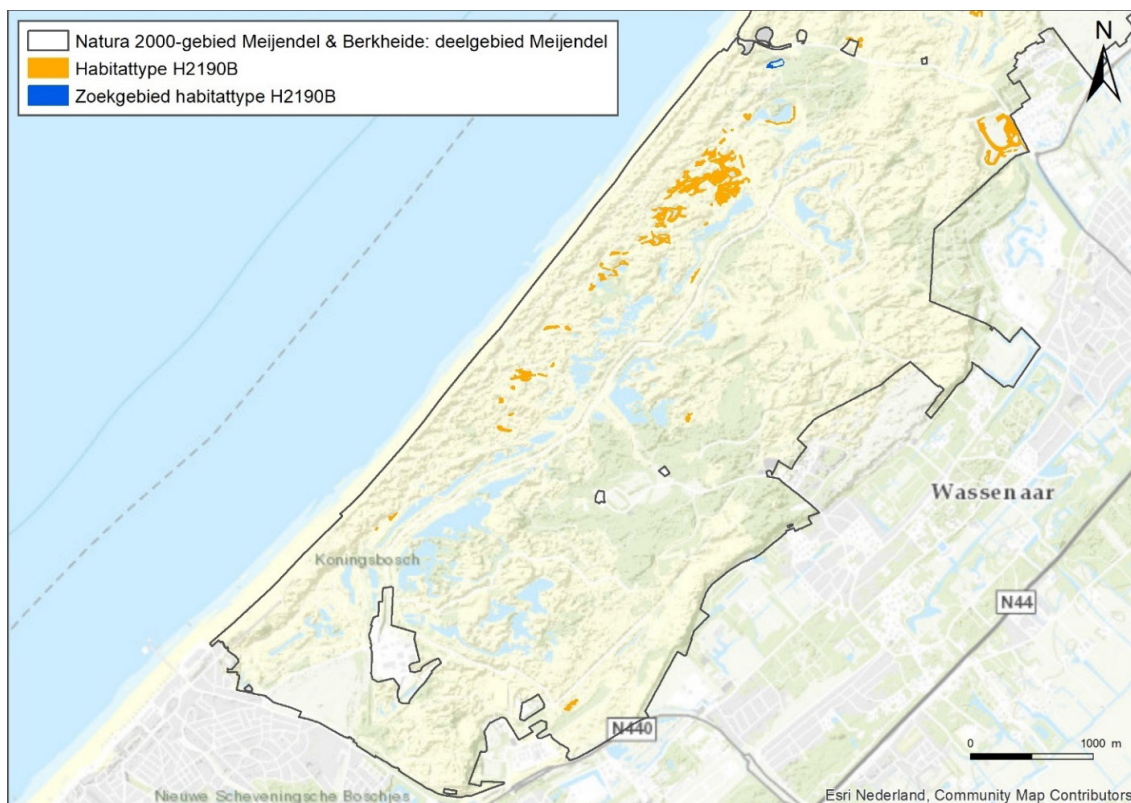 Natura 2000-gebied Meijendel & Berkheide: deelgebied Meijendel
Habitattype H2190B
Zoekgebied habitattype H2190B
N
Wassenaar
Koningsbosch
N44
N440
0 1000 m
Nieuwe Scheveningsche Boschjes
Esri Nederland, Community Map Contributors